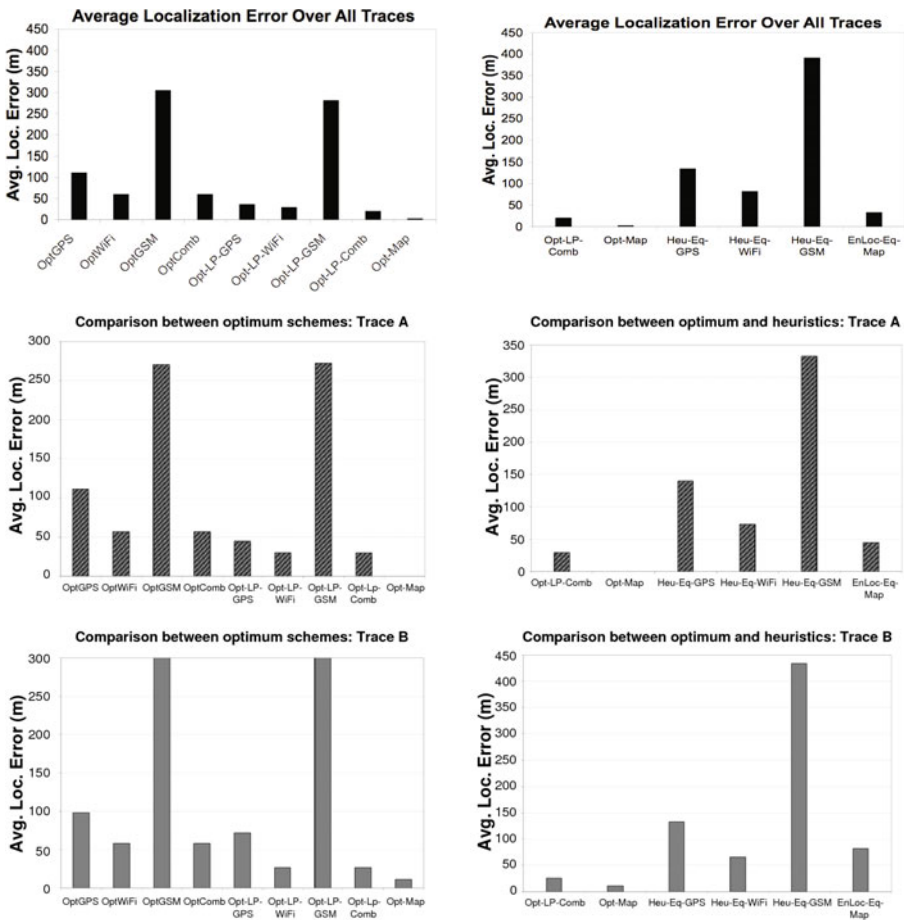 Average Localization Error Over All Traces
Avg. Loc. Error (m)
450
400
350
300
250
200
150
100
50
0
OptGPS
OptWiFi
OptGSM
OptComb
Opt-LP-GPS
Opt-LP-WiFi
Opt-LP-GSM
Opt-LP-Comb
Opt-Map
Average Localization Error Over All Traces
Avg. Loc. Error (m)
450
400
350
300
250
200
150
100
50
0
Opt-LP-
Comb
Opt-Map
Heu-Eq-
GPS
Heu-Eq-
WiFi
Heu-Eq-
GSM
EnLoc-Eq-
Map
Comparison between optimum schemes: Trace A
Avg. Loc. Error (m)
300
250
200
150
100
50
0
OptGPS
OptWiFi
OptGSM
OptComb
Opt-LP-
GPS
Opt-LP-
WiFi
Opt-LP-
GSM
Opt-Lp-
Comb
Opt-Map
Comparison between optimum and heuristics: Trace A
Avg. Loc. Error (m)
350
300
250
200
150
100
50
0
Opt-LP-Comb
Opt-Map
Heu-Eq-GPS
Heu-Eq-WiFi
Heu-Eq-GSM
EnLoc-Eq-
Map
Comparison between optimum schemes: Trace B
Avg. Loc. Error (m)
300
250
200
150
100
50
0
OptGPS
OptWiFi
OptGSM
OptComb
Opt-LP-
GPS
Opt-LP-
WiFi
Opt-LP-
GSM
Opt-Lp-
Comb
Opt-Map
Comparison between optimum and heuristics: Trace B
Avg. Loc. Error (m)
450
400
350
300
250
200
150
100
50
0
Opt-LP-Comb
Opt-Map
Heu-Eq-GPS
Heu-Eq-WiFi
Heu-Eq-GSM
EnLoc-Eq-
Map